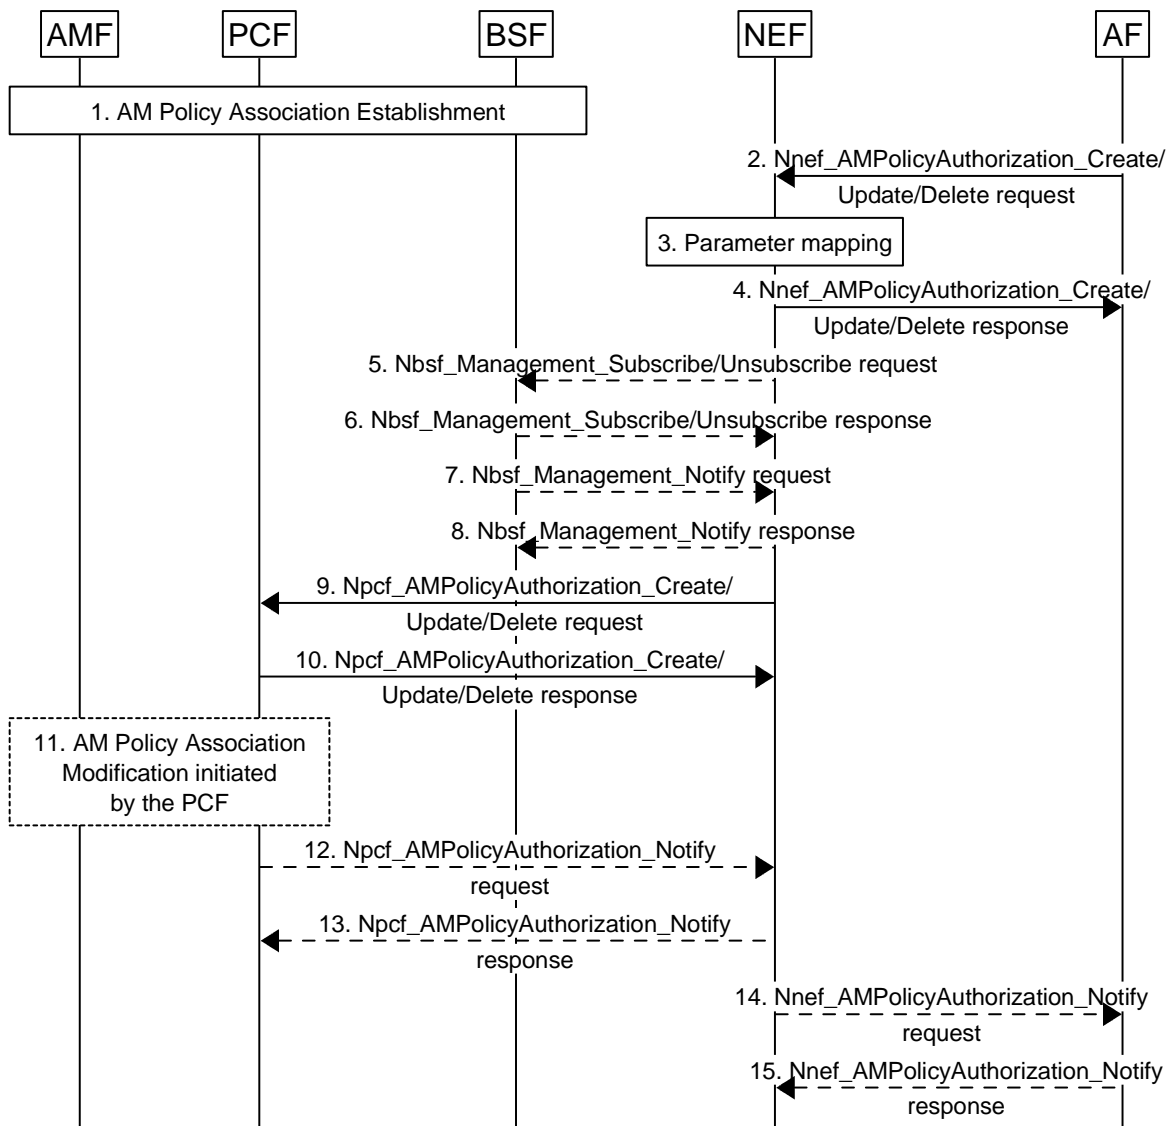 AMF PCF BSF NEF AF
1. AM Policy Association Establishment
2. Nnef_AMPolicyAuthorization_Create/
Update/Delete request
3. Parameter mapping
4. Nnef_AMPolicyAuthorization_Create/
Update/Delete response
5. Nbsf_Management_Subscribe/Unsubscribe request
6. Nbsf_Management_Subscribe/Unsubscribe response
7. Nbsf_Management_Notify request
8. Nbsf_Management_Notify response
9. Npcf_AMPolicyAuthorization_Create/
Update/Delete request
10. Npcf_AMPolicyAuthorization_Create/
Update/Delete response
11. AM Policy Association
Modification initiated
by the PCF
12. Npcf_AMPolicyAuthorization_Notify
request
13. Npcf_AMPolicyAuthorization_Notify
response
14. Nnef_AMPolicyAuthorization_Notify
request
15. Nnef_AMPolicyAuthorization_Notify
response